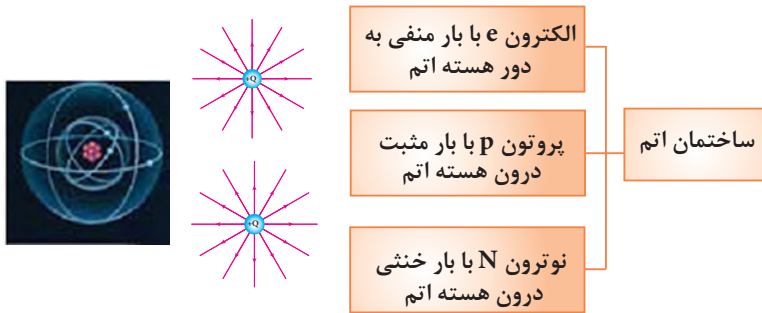 ساختمان اتم
الکترون e با بار منفی به
دور هسته اتم
پروتون p با بار مثبت
درون هسته اتم
نوترون N با بار خنثی
درون هسته اتم
+Q
+Q